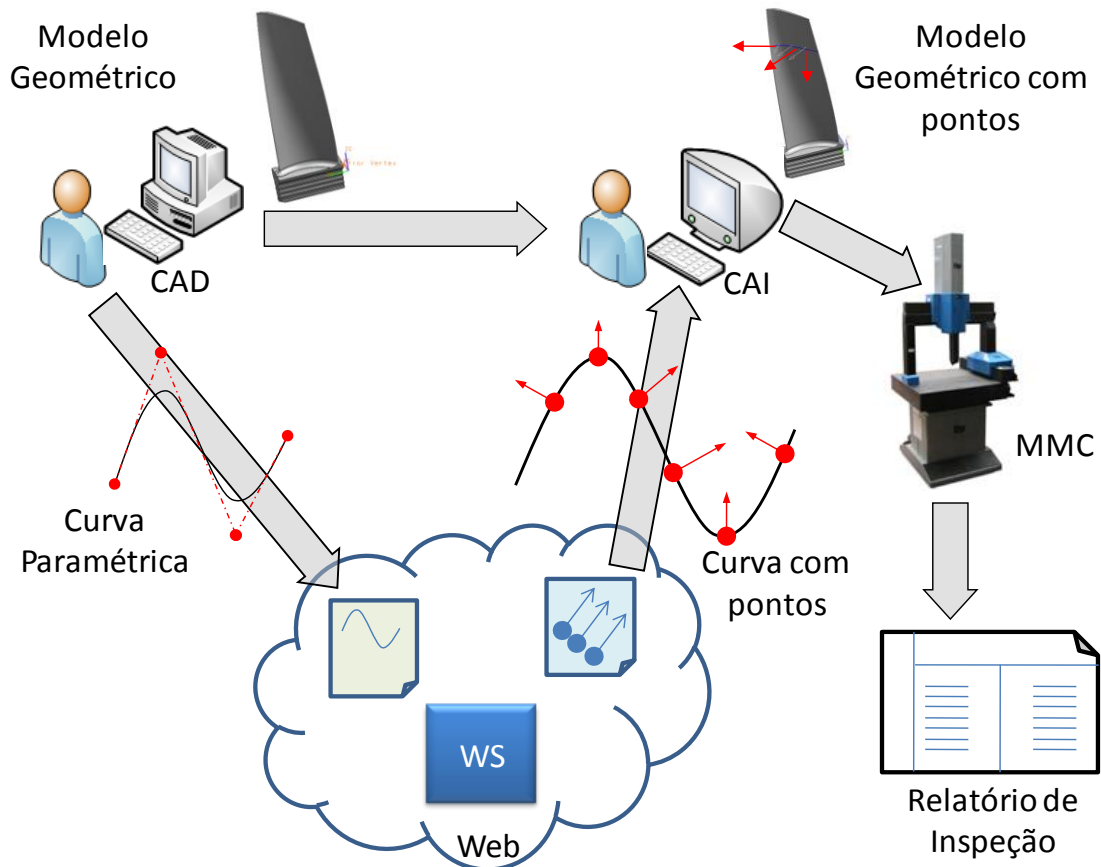 Modelo
Geométrico
Modelo
Geométrico com
pontos
CAD
CAI
MMC
Curva
Paramétrica
Curva com
pontos
WS
Web
Relatório de
Inspeção